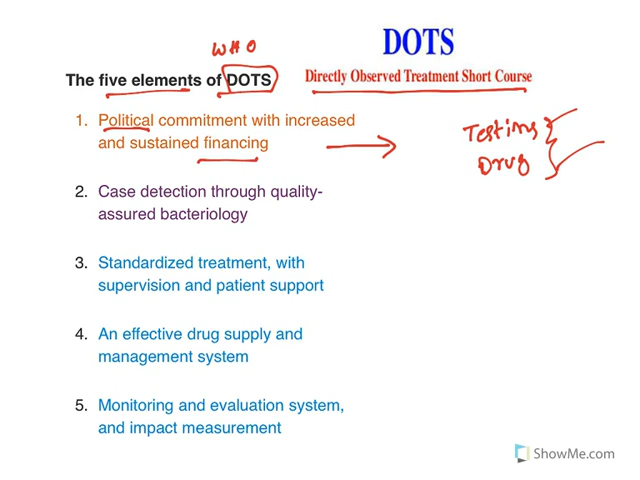 WHO
DOTS
The five elements of DOTS
Directly Observed Treatment Short Course
1. Political commitment with increased
and sustained financing
Testing
Drug
2. Case detection through quality-
assured bacteriology
3. Standardized treatment, with
supervision and patient support
4. An effective drug supply and
management system
5. Monitoring and evaluation system,
and impact measurement
ShowMe.com